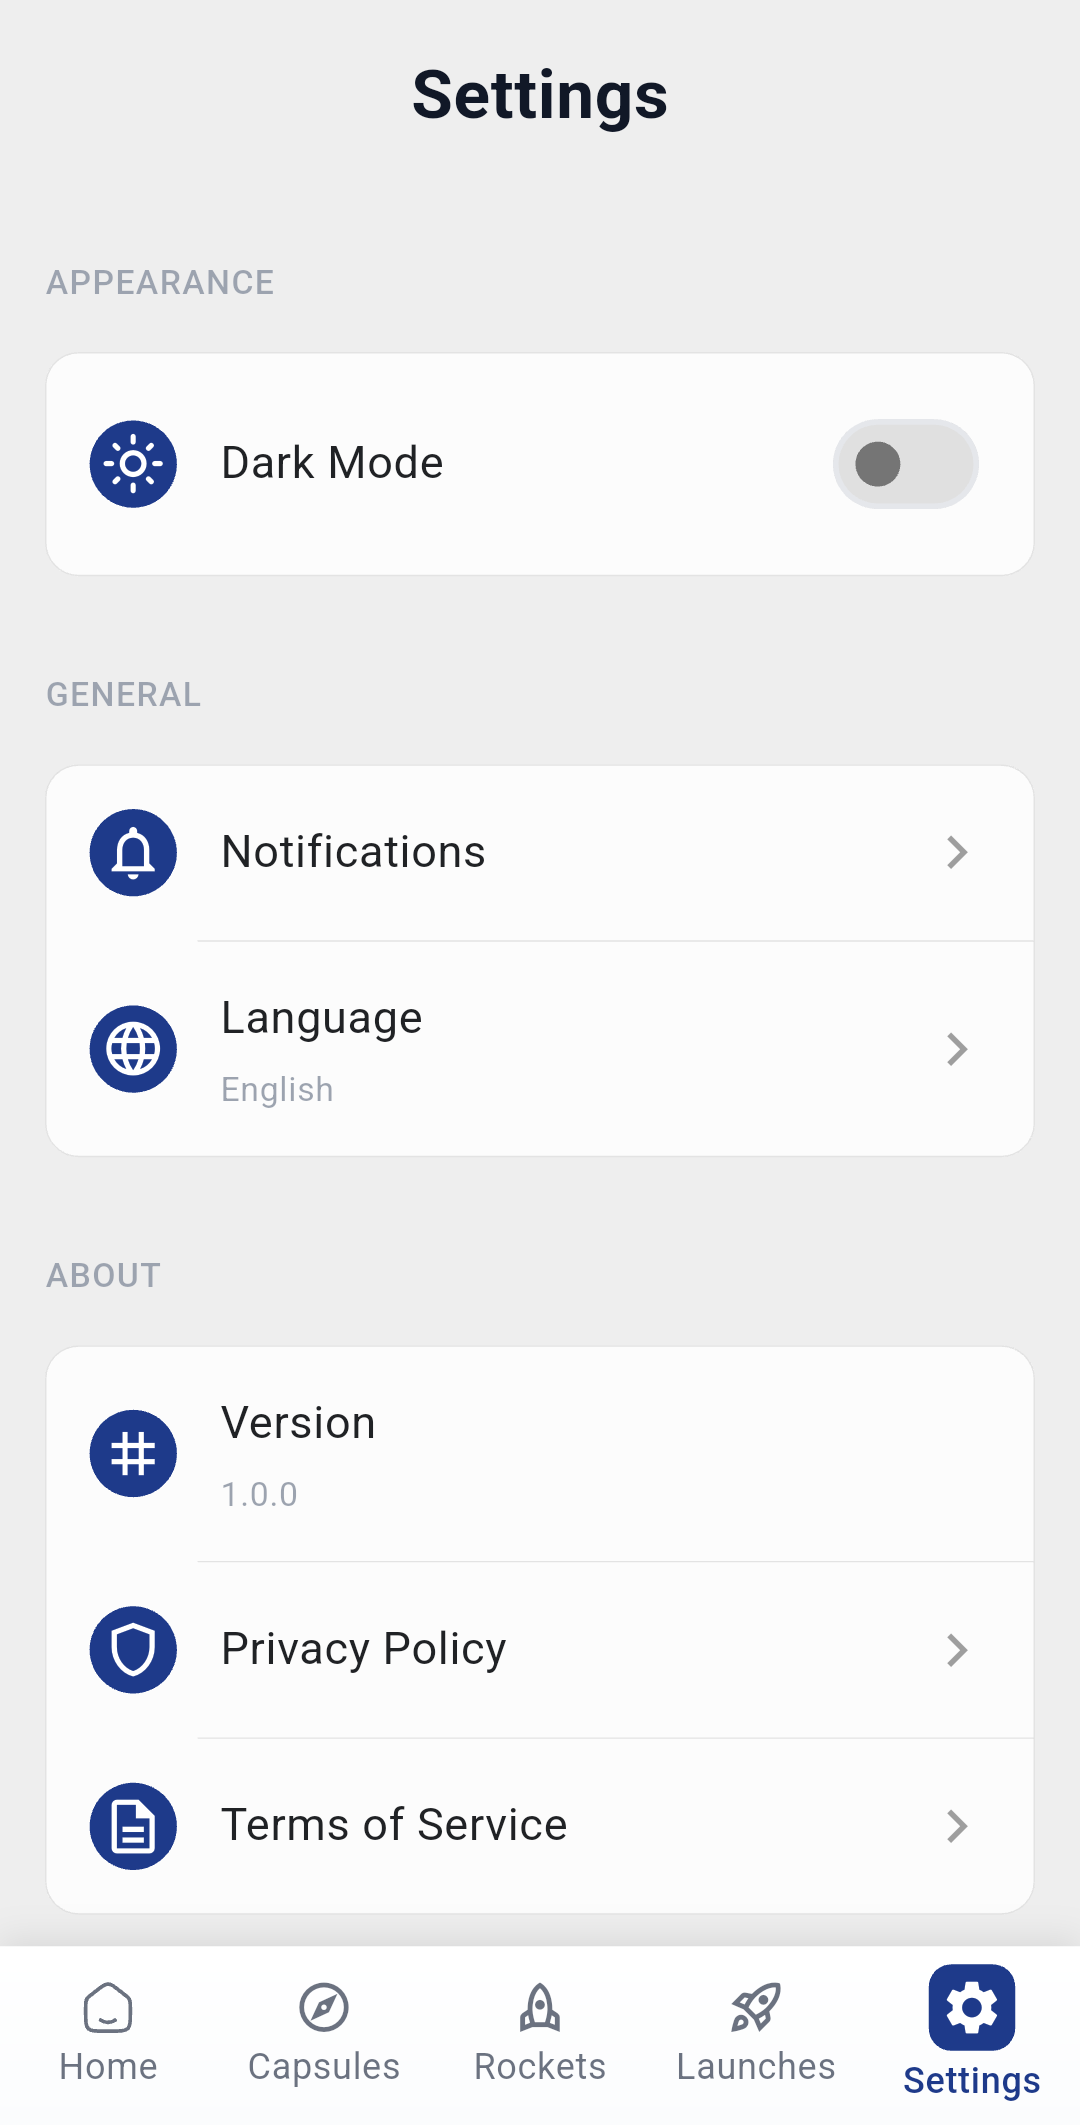 Settings
APPEARANCE
Dark Mode
GENERAL
Notifications
Language
English
ABOUT
Version
1.0.0
Privacy Policy
Terms of Service
Home
Capsules
Rockets
Launches
Settings